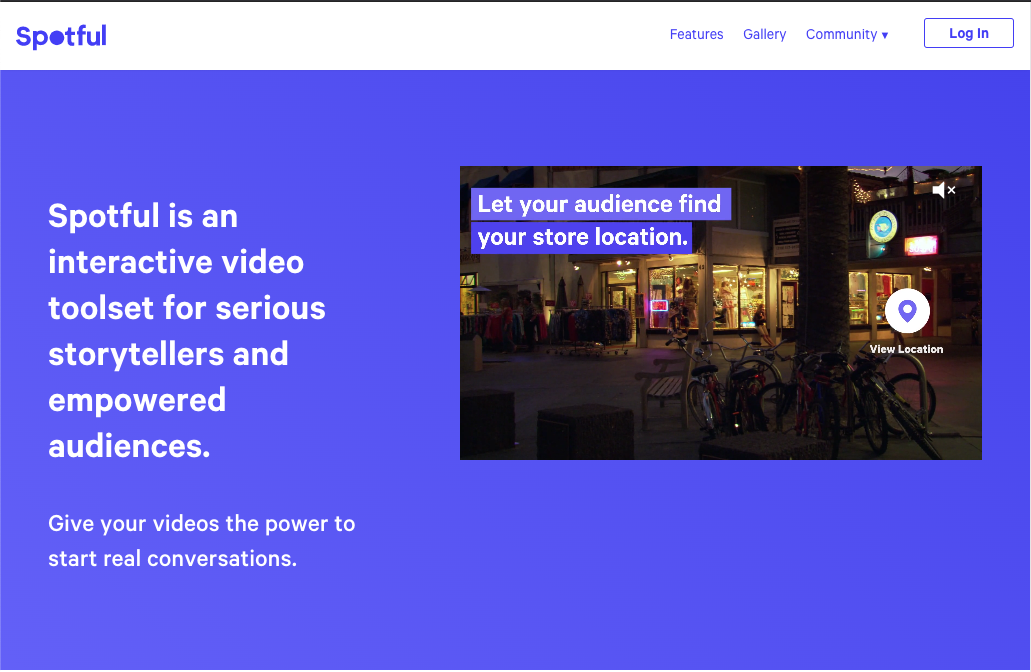 Spotful
Features Gallery Community ▾ Log In
Spotful is an
interactive video
toolset for serious
storytellers and
empowered
audiences.
Give your videos the power to
start real conversations.
Let your audience find
your store location.
View Location